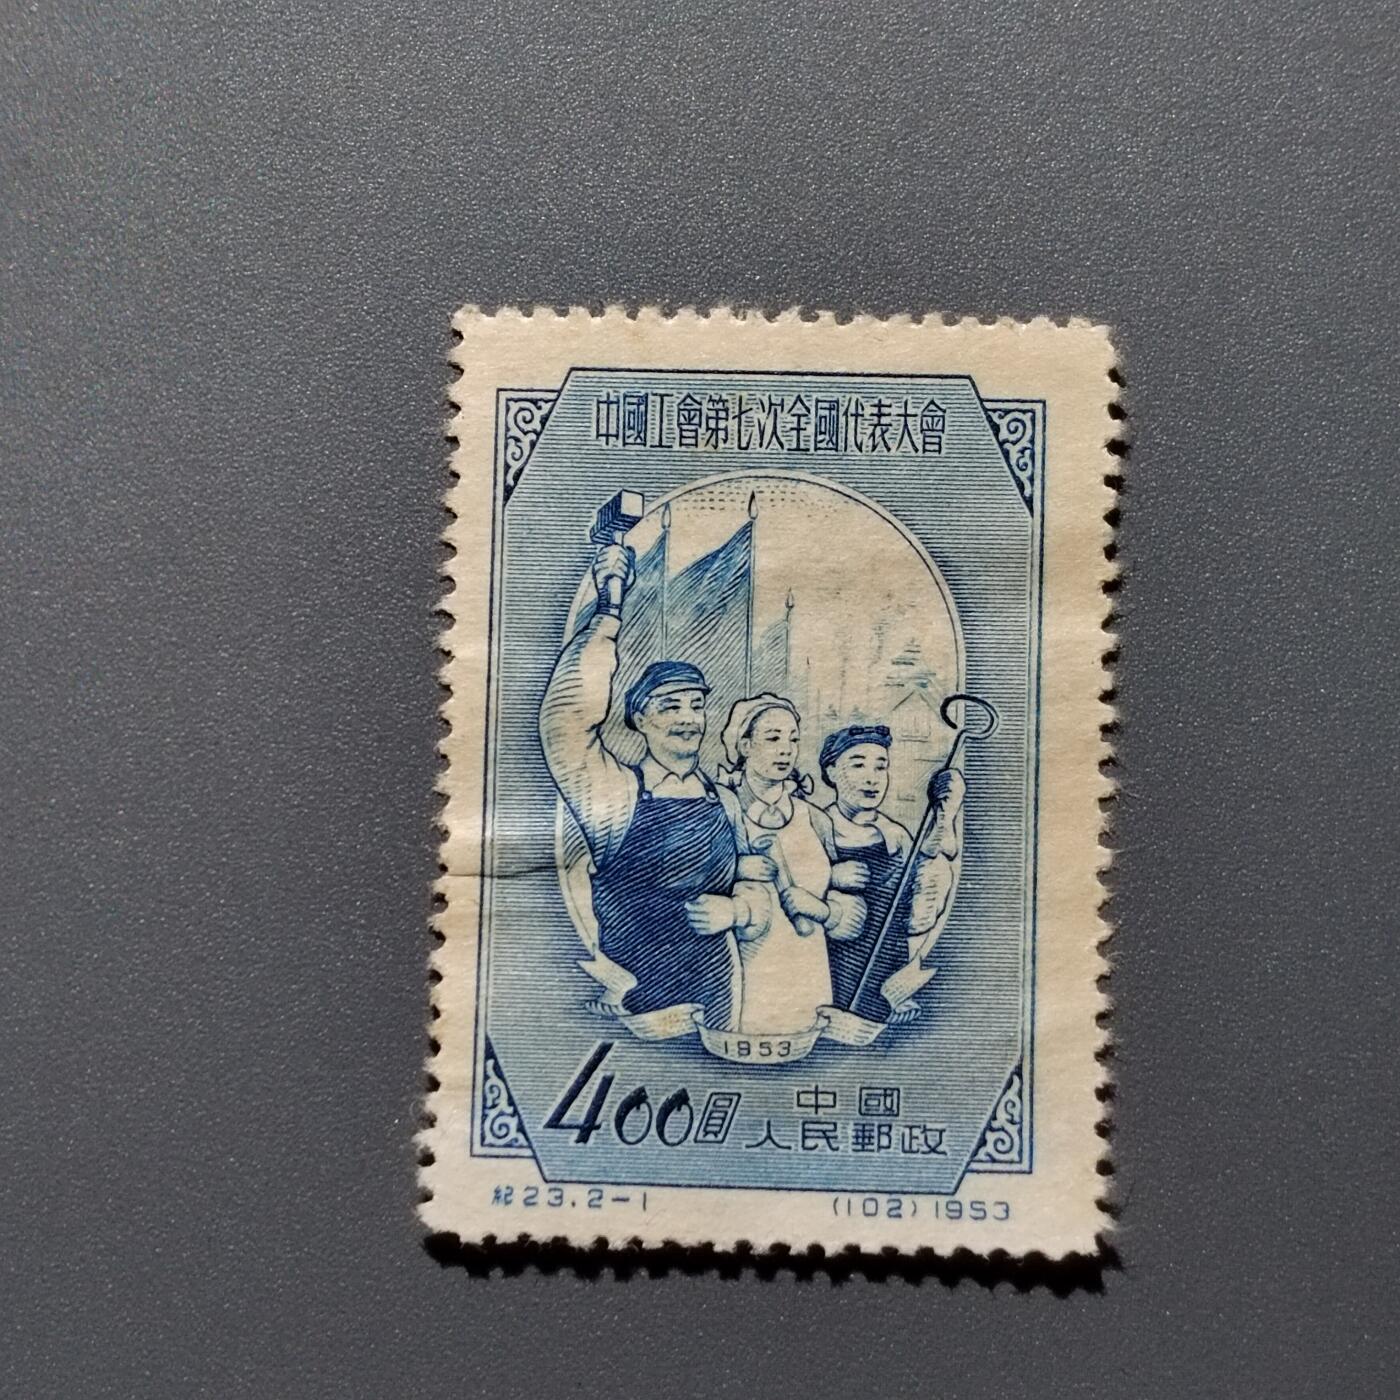 中國工會第七次全國代表大會
1953
400圓
中國
人民郵政
紀23.2-1
(102)1953